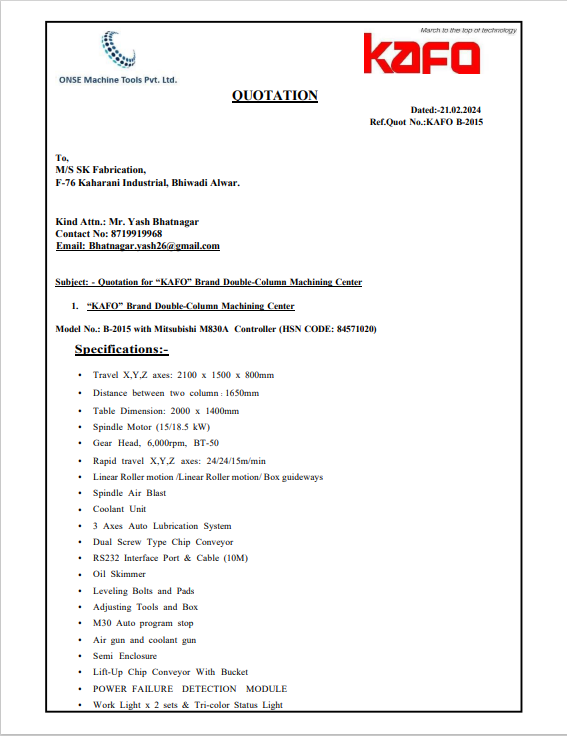 March to the top of technology
KAFO
ONSE Machine Tools Pvt. Ltd.
QUOTATION
Dated:-21.02.2024
Ref.Quot No.:KAFO B-2015
To,
M/S SK Fabrication,
F-76 Kaharani Industrial, Bhiwadi Alwar.
Kind Attn.: Mr. Yash Bhatnagar
Contact No: 8719919968
Email: Bhatnagar.yash26@gmail.com
Subject: - Quotation for “KAFO” Brand Double-Column Machining Center
1. “KAFO” Brand Double-Column Machining Center
Model No.: B-2015 with Mitsubishi M830A Controller (HSN CODE: 84571020)
Specifications:-
• Travel X,Y,Z axes: 2100 x 1500 x 800mm
• Distance between two column : 1650mm
• Table Dimension: 2000 x 1400mm
• Spindle Motor (15/18.5 kW)
• Gear Head, 6,000rpm, BT-50
• Rapid travel X,Y,Z axes: 24/24/15m/min
• Linear Roller motion /Linear Roller motion/ Box guideways
• Spindle Air Blast
• Coolant Unit
• 3 Axes Auto Lubrication System
• Dual Screw Type Chip Conveyor
• RS232 Interface Port & Cable (10M)
• Oil Skimmer
• Leveling Bolts and Pads
• Adjusting Tools and Box
• M30 Auto program stop
• Air gun and coolant gun
• Semi Enclosure
• Lift-Up Chip Conveyor With Bucket
• POWER FAILURE DETECTION MODULE
• Work Light x 2 sets & Tri-color Status Light